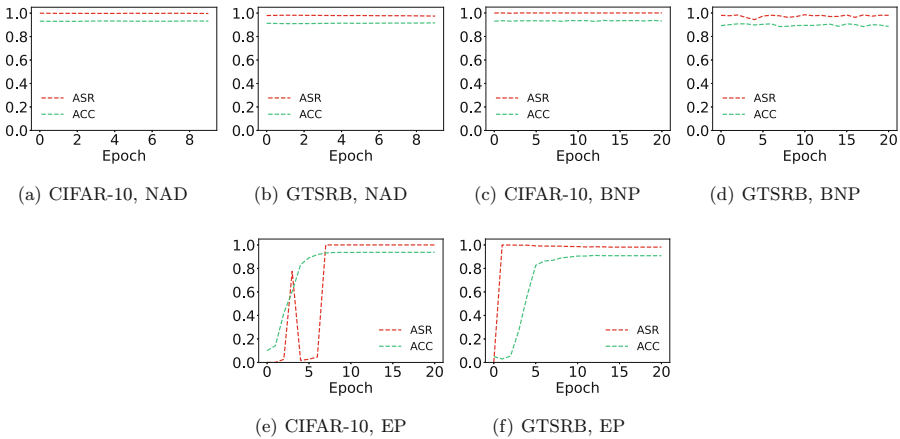 1.0
0.8
0.6
0.4
0.2
0.0
ASR
ACC
0 2 4 6 8
Epoch
(a) CIFAR-10, NAD
1.0
0.8
0.6
0.4
0.2
0.0
ASR
ACC
0 2 4 6 8
Epoch
(b) GTSRB, NAD
1.0
0.8
0.6
0.4
0.2
0.0
ASR
ACC
0 5 10 15 20
Epoch
(c) CIFAR-10, BNP
1.0
0.8
0.6
0.4
0.2
0.0
ASR
ACC
0 5 10 15 20
Epoch
(d) GTSRB, BNP
1.0
0.8
0.6
0.4
0.2
0.0
ASR
ACC
0 5 10 15 20
Epoch
(e) CIFAR-10, EP
1.0
0.8
0.6
0.4
0.2
0.0
ASR
ACC
0 5 10 15 20
Epoch
(f) GTSRB, EP